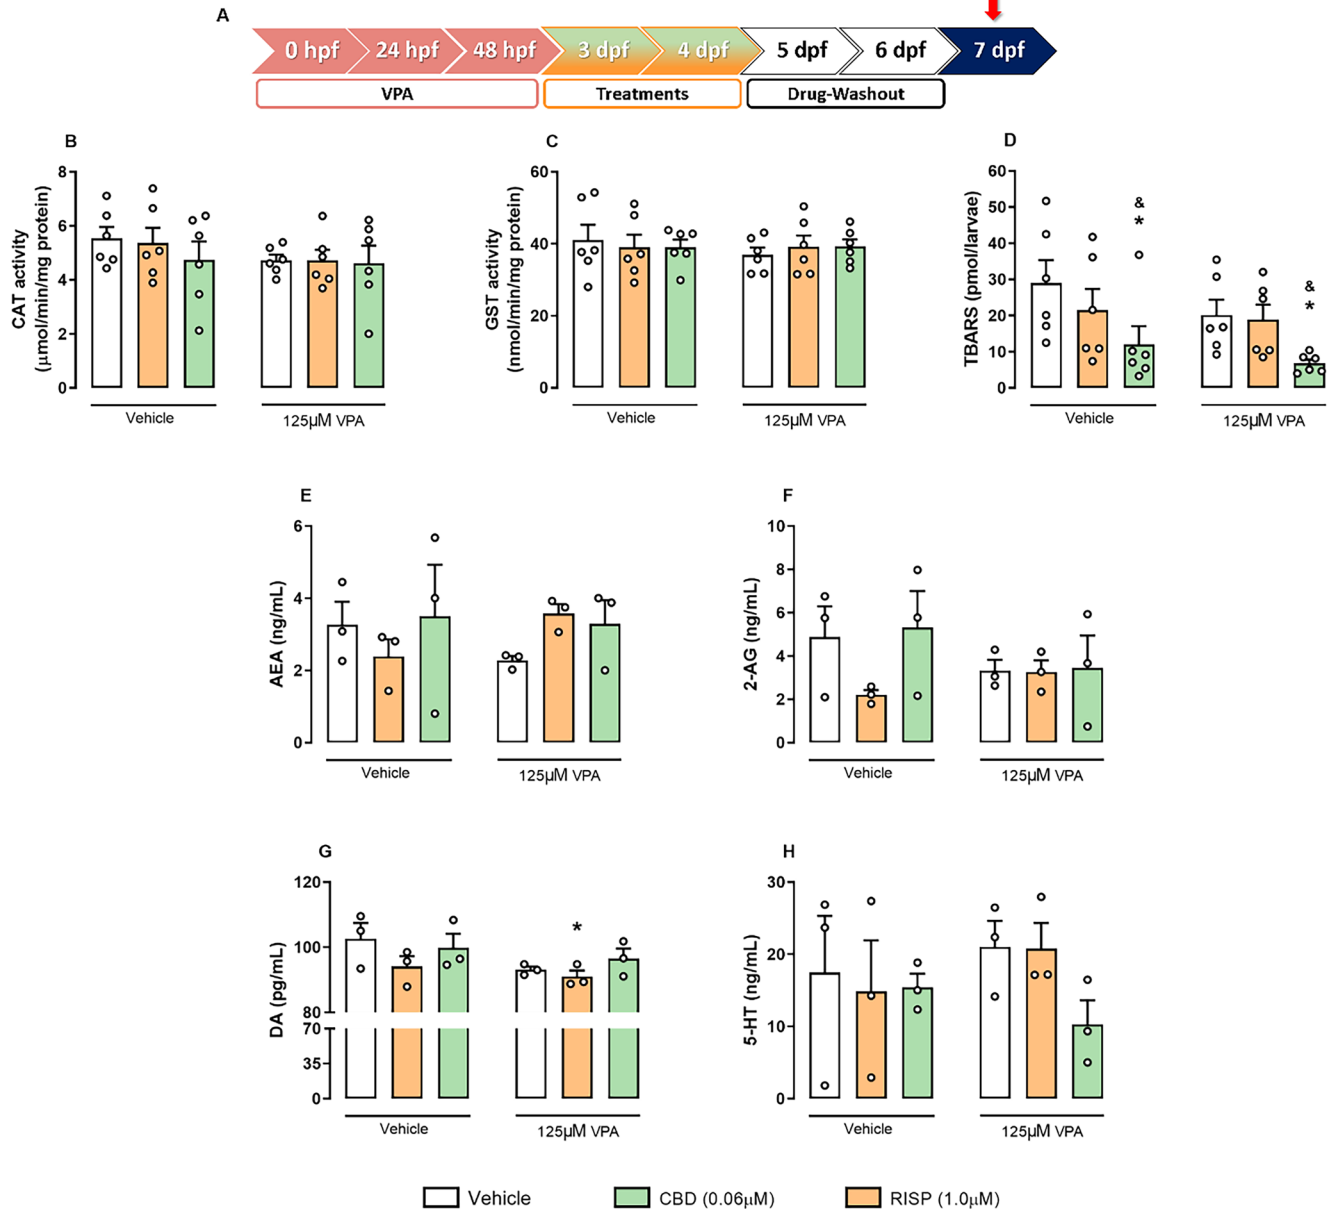 A
0 hpf 24 hpf 48 hpf 3 dpf 4 dpf 5 dpf 6 dpf 7 dpf
VPA Treatments Drug-Washout
B
CAT activity
(μmol/min/mg protein)
8
6
4
2
0
Vehicle 125μM VPA
C
GST activity
(nmol/min/mg protein)
60
40
20
0
Vehicle 125μM VPA
D
TBARS (pmol/larvae)
60
50
40
30
20
10
0
&
*
&
*
Vehicle 125μM VPA
E
AEA (ng/mL)
6
4
2
0
Vehicle 125μM VPA
F
2-AG (ng/mL)
10
8
6
4
2
0
Vehicle 125μM VPA
G
DA (pg/mL)
120
100
80
70
35
0
*
Vehicle 125μM VPA
H
5-HT (ng/mL)
30
20
10
0
Vehicle 125μM VPA
Vehicle CBD (0.06μM) RISP (1.0μM)